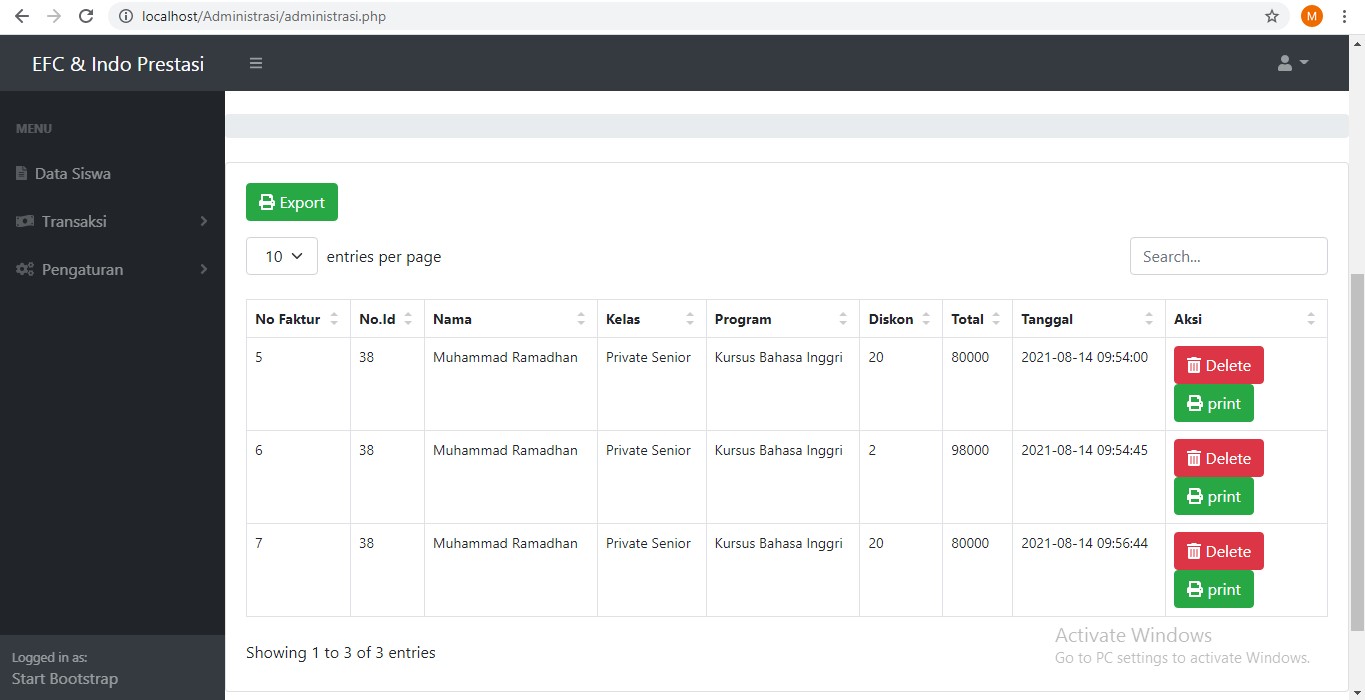 localhost/Administrasi/administrasi.php
M
EFC & Indo Prestasi
MENU
Data Siswa
Transaksi
Pengaturan
Logged in as:
Start Bootstrap
Export
10 entries per page
Search...
No Faktur No.Id Nama Kelas Program Diskon Total Tanggal Aksi
5 38 Muhammad Ramadhan Private Senior Kursus Bahasa Inggri 20 80000 2021-08-14 09:54:00 Delete
print
6 38 Muhammad Ramadhan Private Senior Kursus Bahasa Inggri 2 98000 2021-08-14 09:54:45 Delete
print
7 38 Muhammad Ramadhan Private Senior Kursus Bahasa Inggri 20 80000 2021-08-14 09:56:44 Delete
print
Showing 1 to 3 of 3 entries
Activate Windows
Go to PC settings to activate Windows.